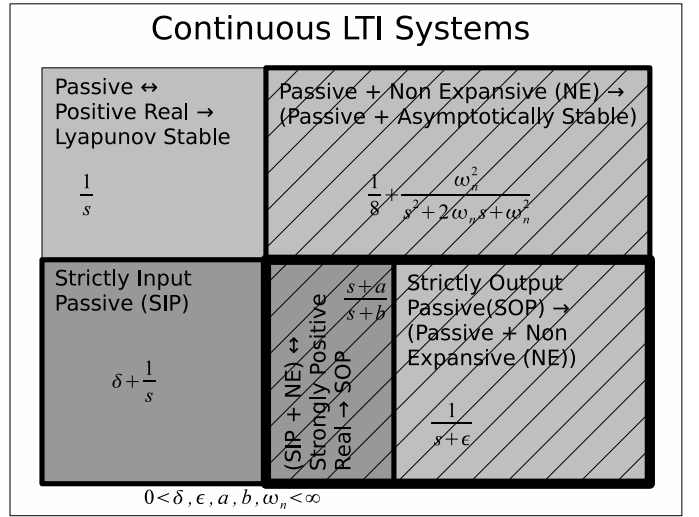 Continuous LTI Systems
Passive ↔
Positive Real →
Lyapunov Stable
1/s
Passive + Non Expansive (NE) →
(Passive + Asymptotically Stable)
1/8 + ω_n^2/(s^2+2ω_n s+ω_n^2)
Strictly Input
Passive (SIP)
δ+1/s
(SIP + NE) ↔
Strongly Positive
Real → SOP
(s+a)/(s+b)
Strictly Output
Passive(SOP) →
(Passive + Non
Expansive (NE))
1/(s+ϵ)
0<δ,ϵ,a,b,ω_n<∞